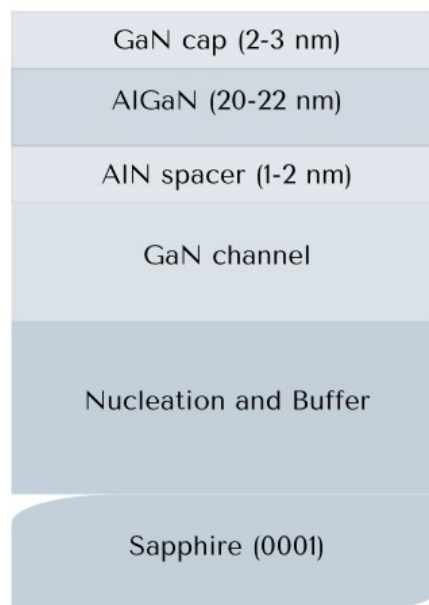 GaN cap (2-3 nm)
AlGaN (20-22 nm)
AlN spacer (1-2 nm)
GaN channel
Nucleation and Buffer
Sapphire (0001)